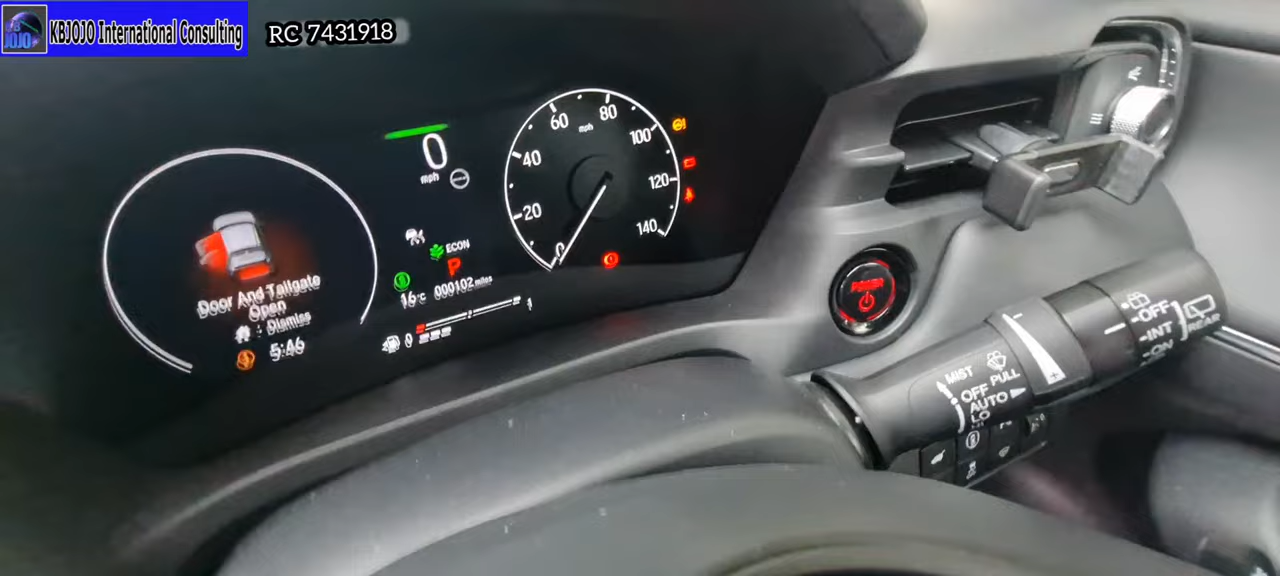 KBJOJO International Consulting
RC 7431918
0
mph
ECON
P
16°C 000102 miles
Door And Tailgate
Open
Dismiss
5:46
0
0
20
40
60
mph
80
100
120
140
POWER
MIST
PULL
OFF
AUTO
LO
OFF
INT
ON
REAR